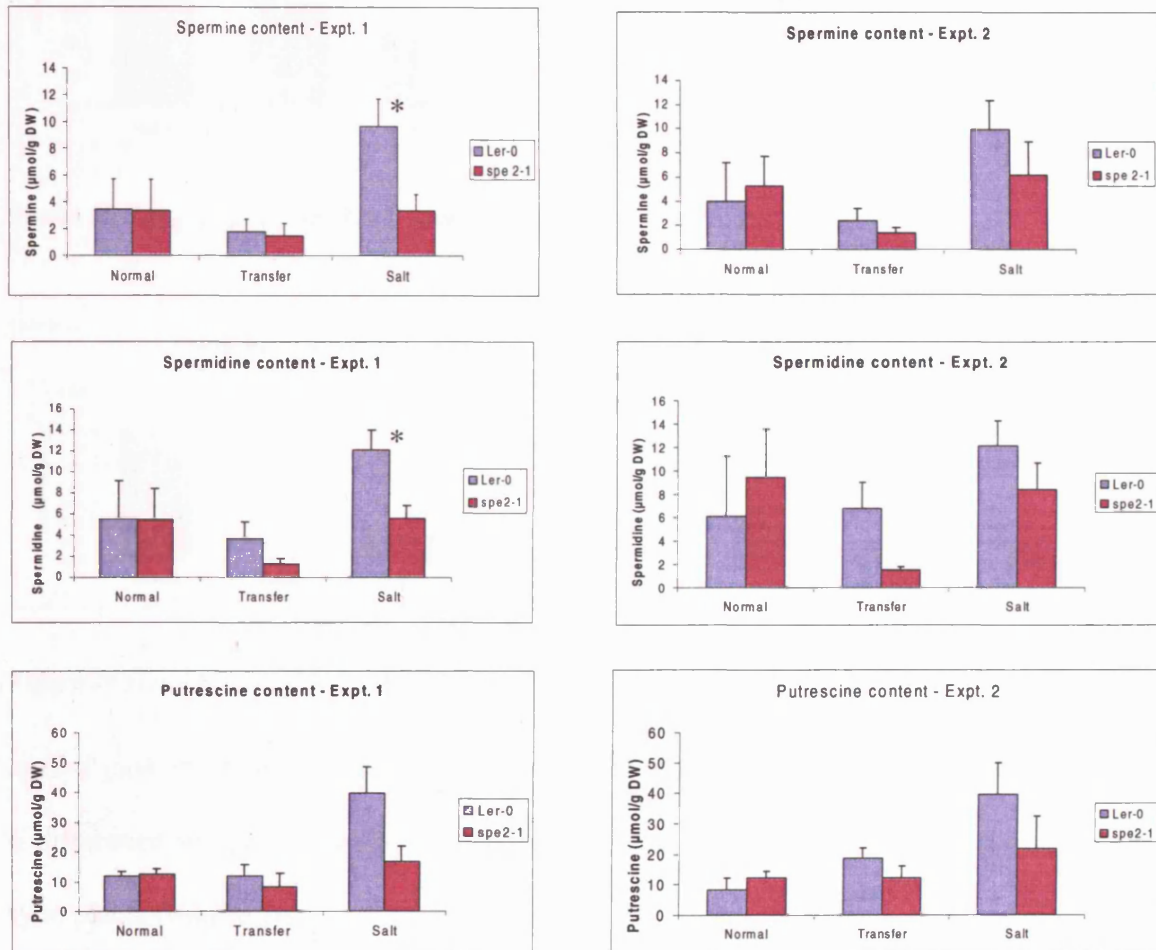 Spermine content - Expt. 1
Spermine (µmol/g DW)
14
12
10
8
6
4
2
0
*
Normal Transfer Salt
Ler-0
spe 2-1
Spermine content - Expt. 2
Spermine (µmol/g DW)
14
12
10
8
6
4
2
0
Normal Transfer Salt
Ler-0
spe 2-1
Spermidine content - Expt. 1
Spermidine (µmol/g DW)
16
14
12
10
8
6
4
2
0
*
Normal Transfer Salt
Ler-0
spe2-1
Spermidine content - Expt. 2
Spermidine (µmol/g DW)
16
14
12
10
8
6
4
2
0
Normal Transfer Salt
Ler-0
spe2-1
Putrescine content - Expt. 1
Putrescine (µmol/g DW)
60
50
40
30
20
10
0
Normal Transfer Salt
Ler-0
spe2-1
Putrescine content - Expt. 2
Putrescine (µmol/g DW)
60
50
40
30
20
10
0
Normal Transfer Salt
Ler-0
spe2-1